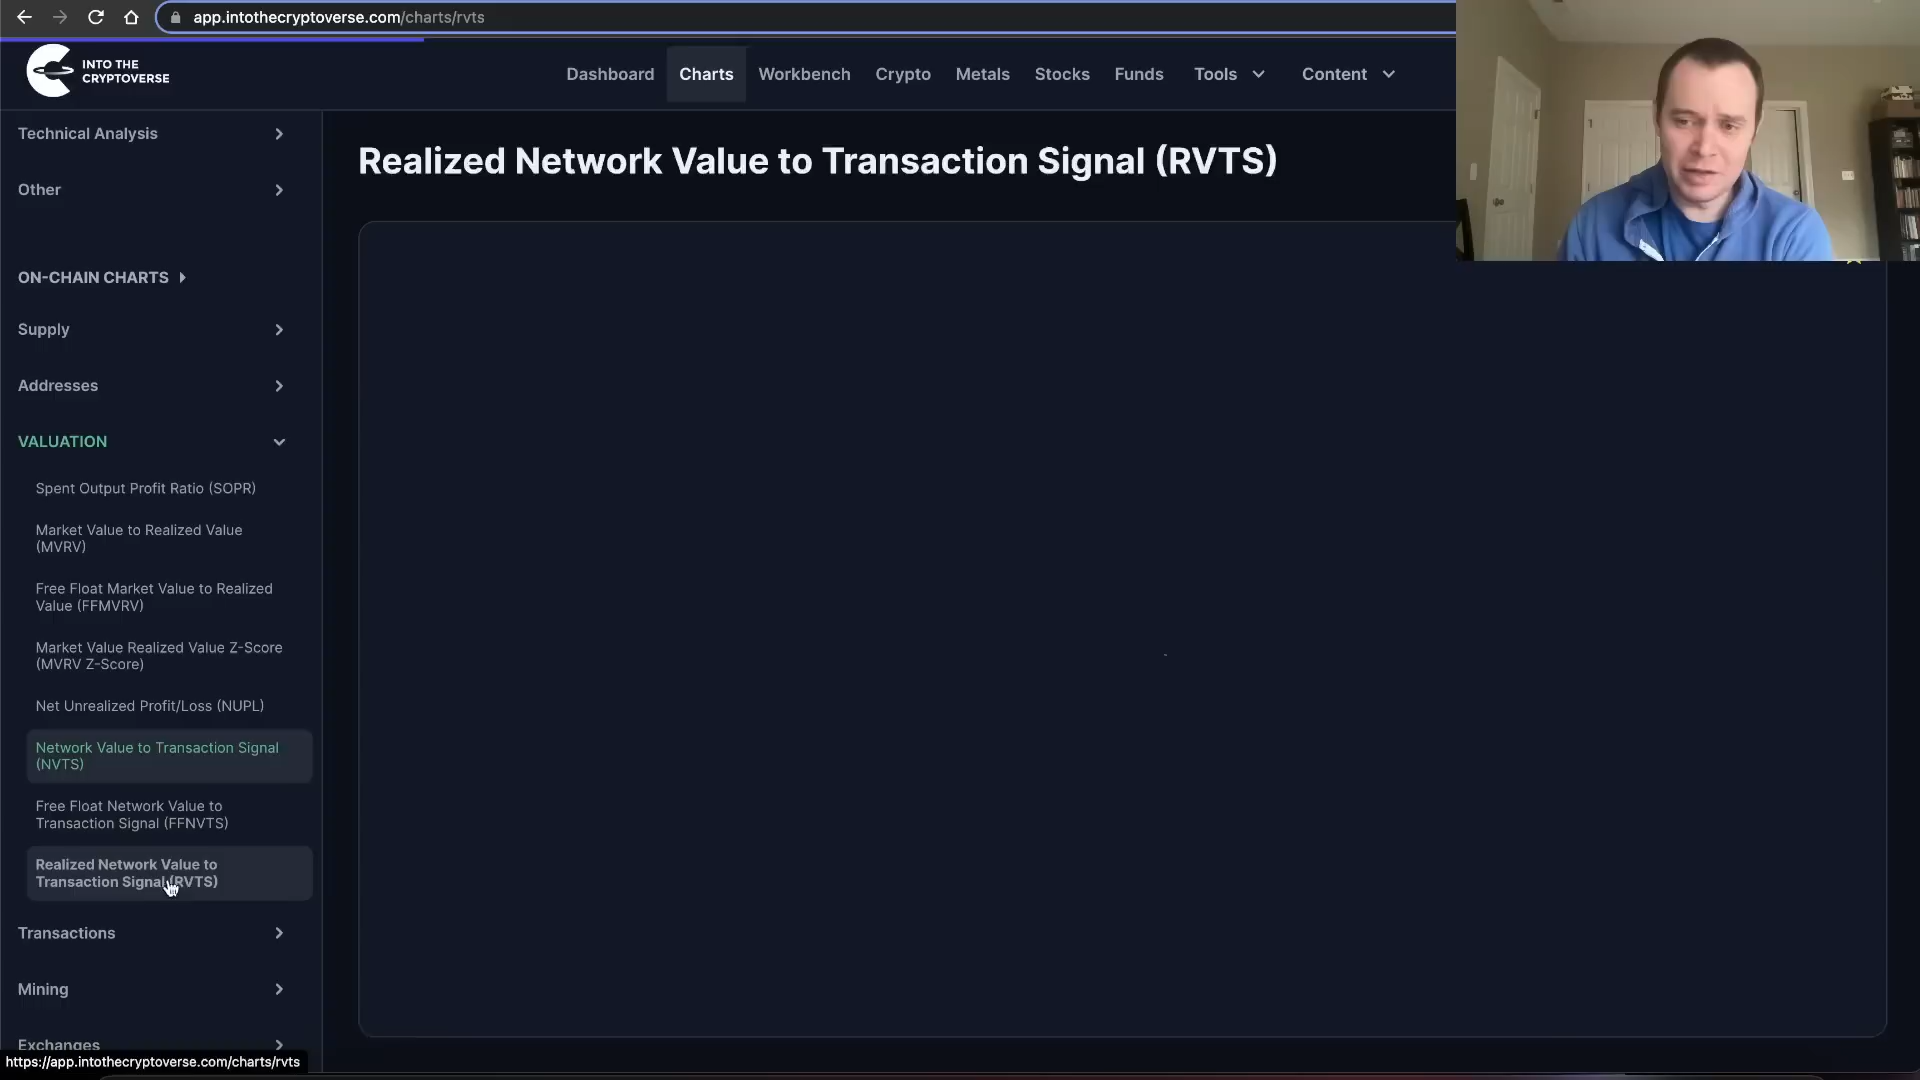 app.intothecryptoverse.com/charts/rvts
INTO THE
CRYPTOVERSE
Dashboard
Charts
Workbench
Crypto
Metals
Stocks
Funds
Tools
Content
Technical Analysis
Other
ON-CHAIN CHARTS
Supply
Addresses
VALUATION
Spent Output Profit Ratio (SOPR)
Market Value to Realized Value
(MVRV)
Free Float Market Value to Realized
Value (FFMVRV)
Market Value Realized Value Z-Score
(MVRV Z-Score)
Net Unrealized Profit/Loss (NUPL)
Network Value to Transaction Signal
(NVTS)
Free Float Network Value to
Transaction Signal (FFNVTS)
Realized Network Value to
Transaction Signal (RVTS)
Transactions
Mining
Exchanges
https://app.intothecryptoverse.com/charts/rvts
Realized Network Value to Transaction Signal (RVTS)